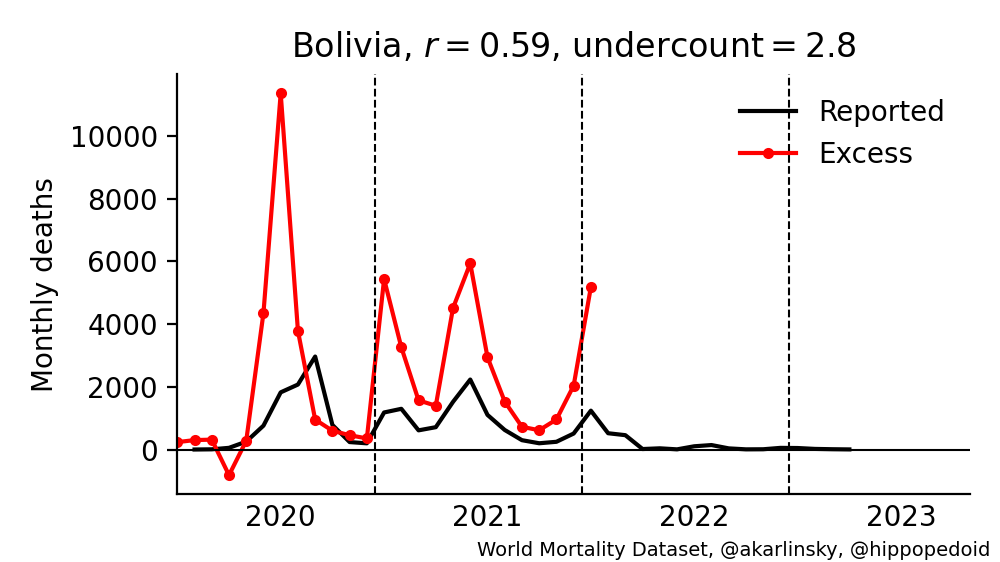 Bolivia, r = 0.59, undercount = 2.8
Reported
Excess
Monthly deaths
10000
8000
6000
4000
2000
0
2020 2021 2022 2023
World Mortality Dataset, @akarlinsky, @hippopedoid